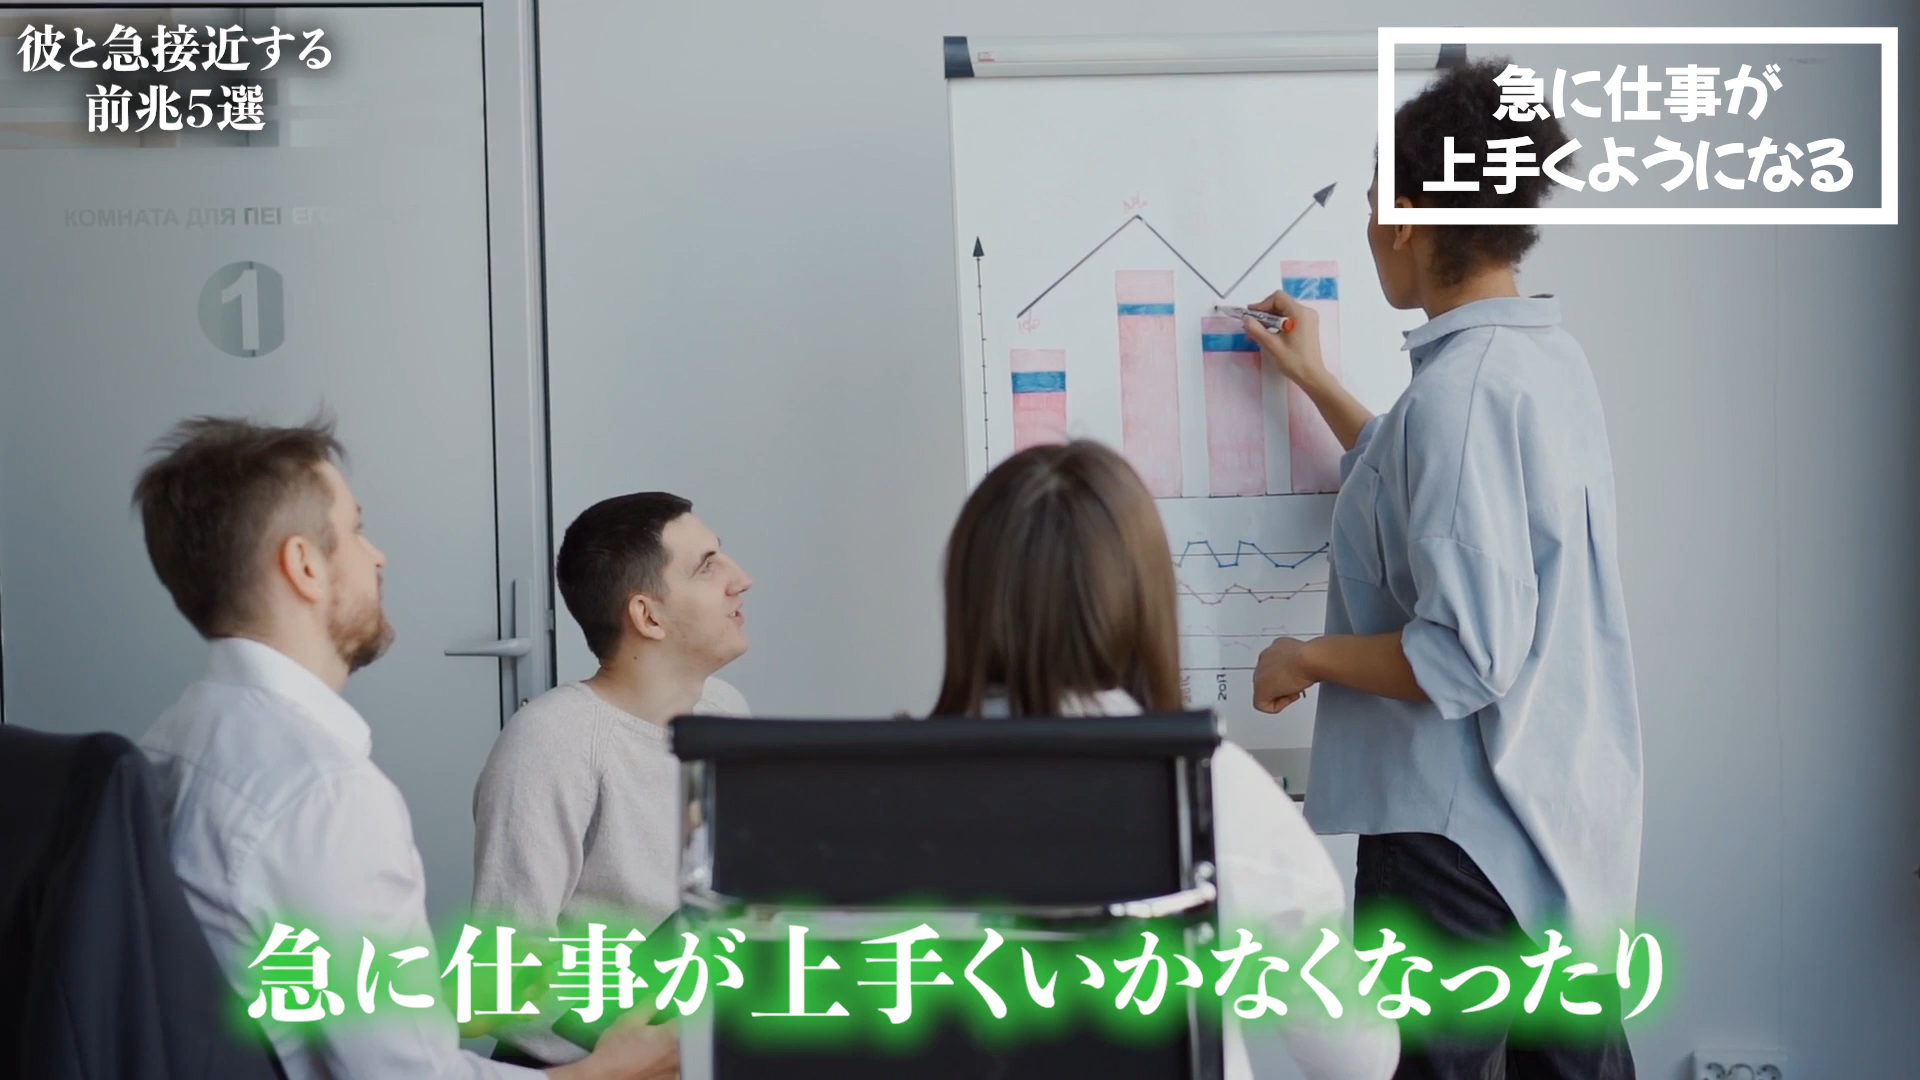 彼と急接近する
前兆5選
急に仕事が
上手くようになる
КОМНАТА ДЛЯ ПЕ
1
2017
急に仕事が上手くいかなくなったり